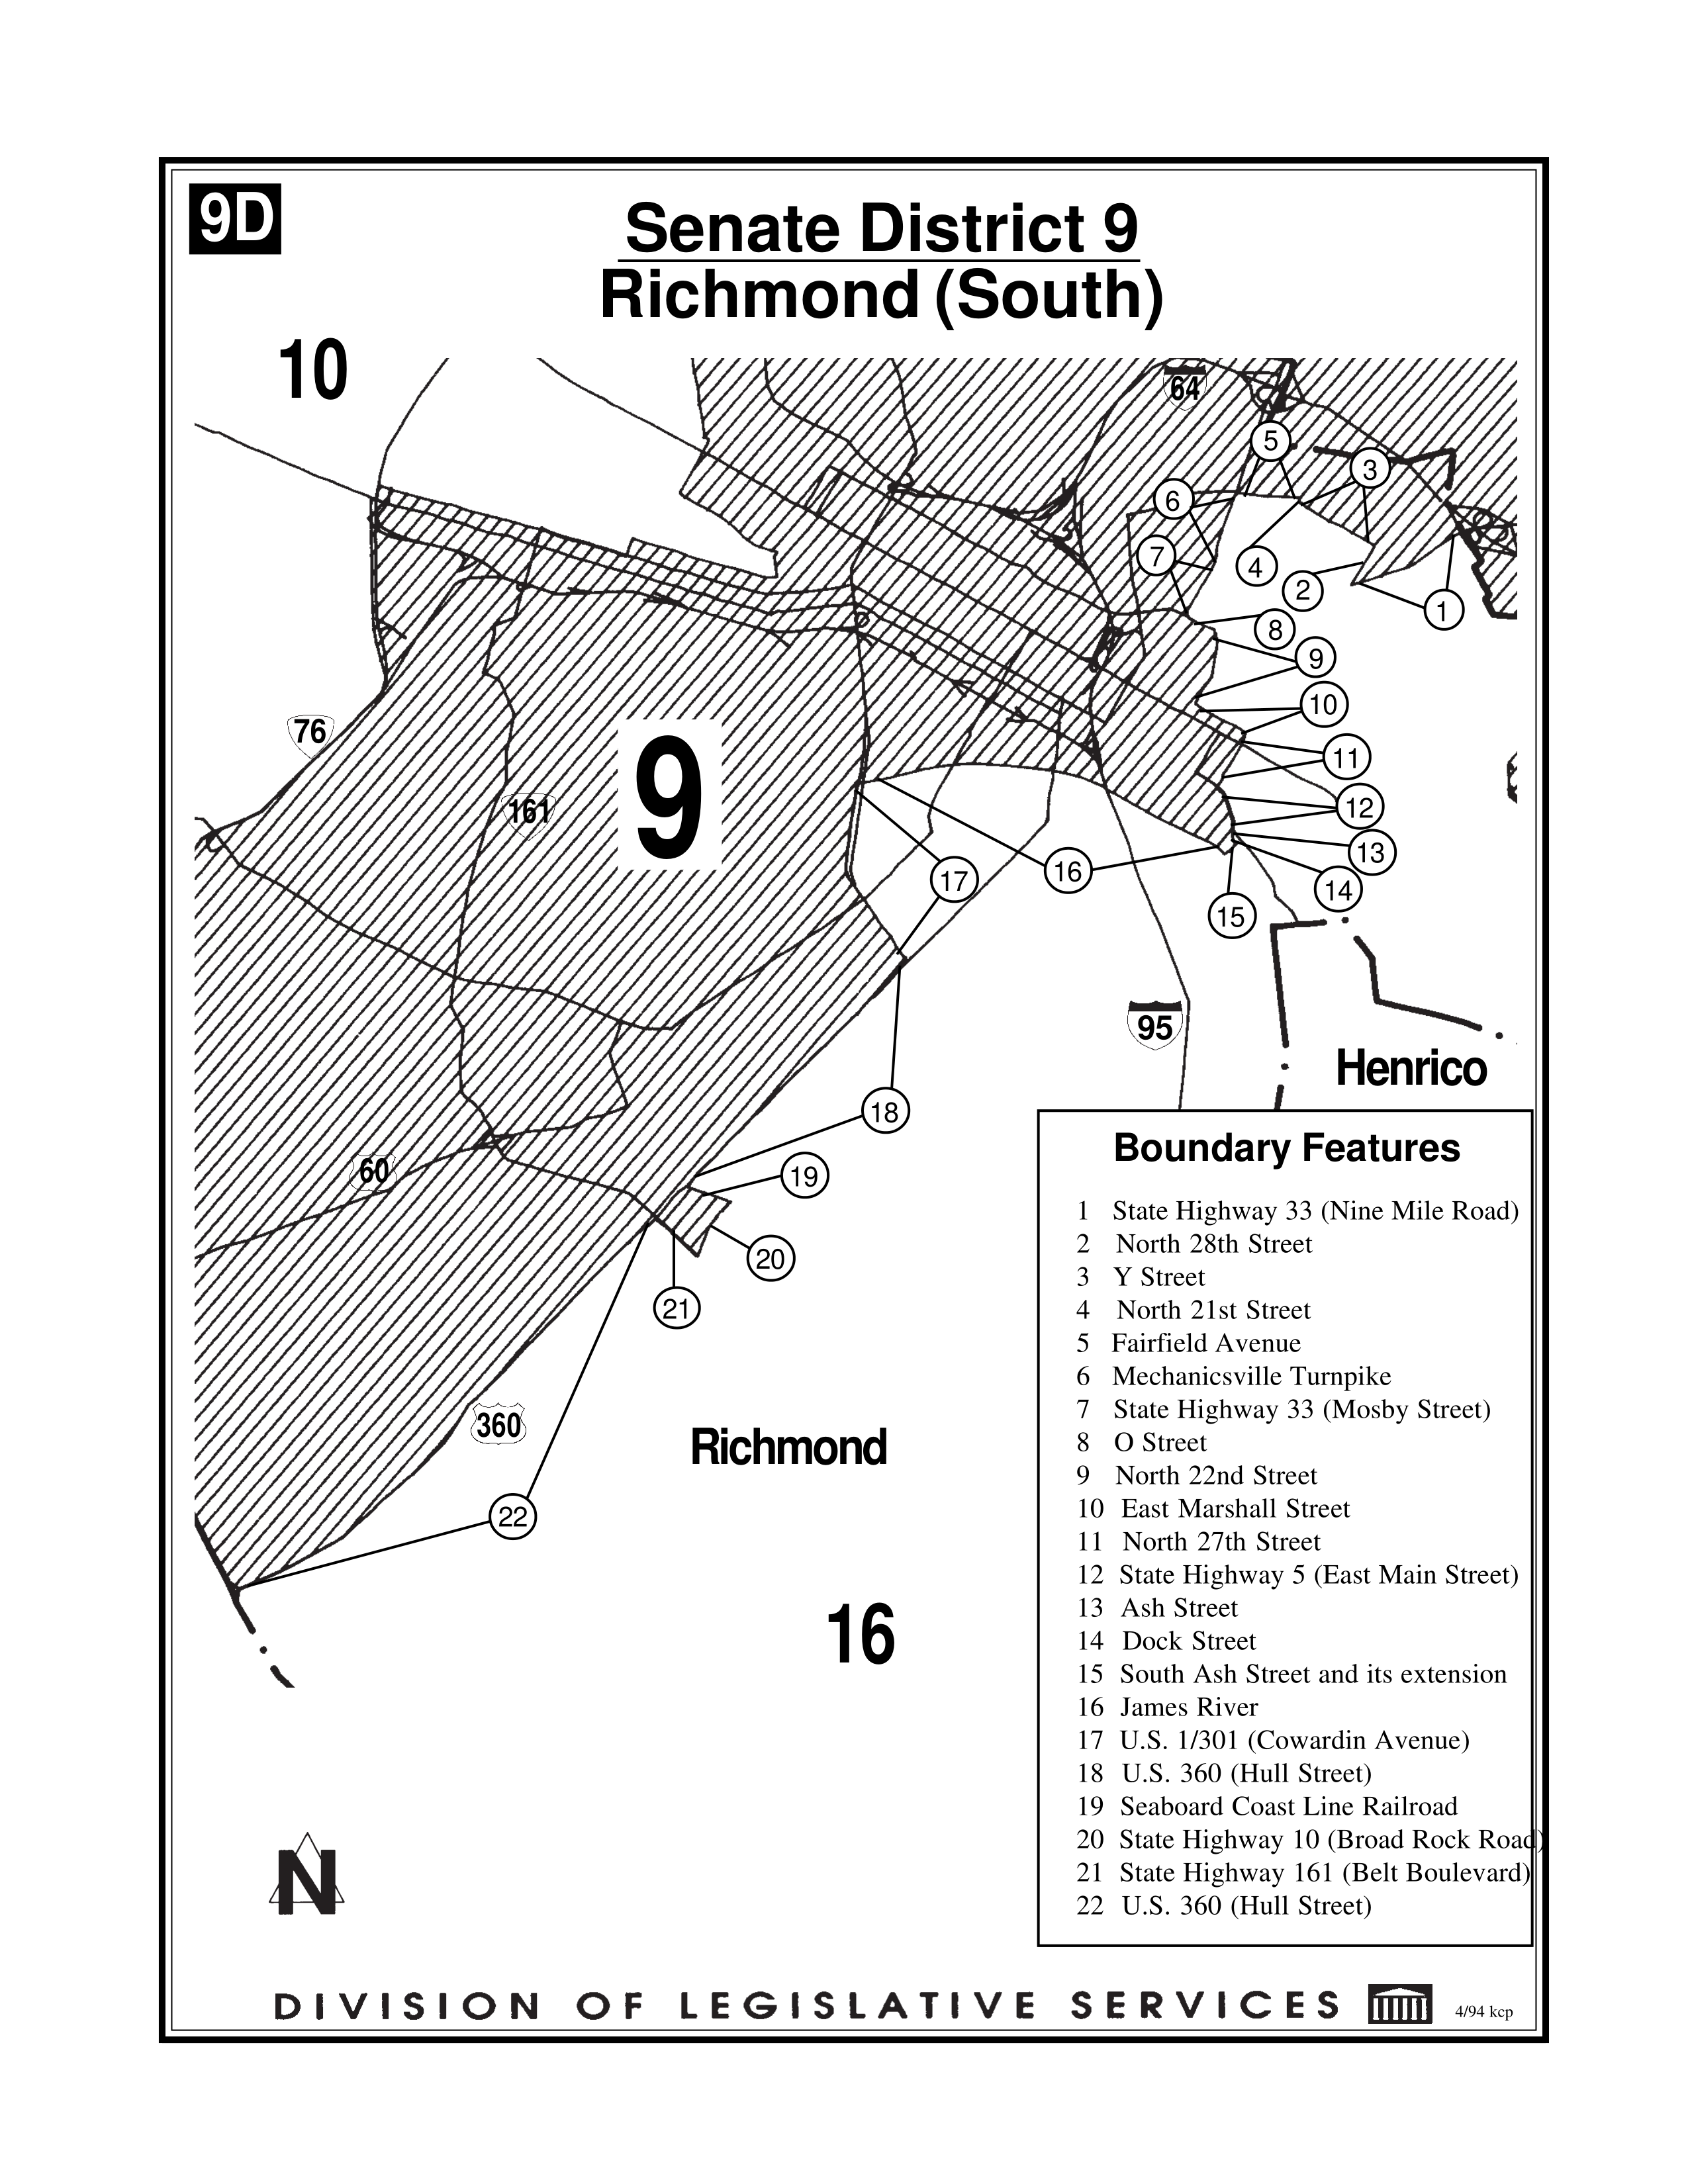 9D
Senate District 9
Richmond (South)
10
64
5
3
6
7
4
2
1
8
9
10
76
11
161
9
12
13
17
16
14
15
95
Henrico
18
60
19
20
21
360
Richmond
22
16
Boundary Features
1 State Highway 33 (Nine Mile Road)
2 North 28th Street
3 Y Street
4 North 21st Street
5 Fairfield Avenue
6 Mechanicsville Turnpike
7 State Highway 33 (Mosby Street)
8 O Street
9 North 22nd Street
10 East Marshall Street
11 North 27th Street
12 State Highway 5 (East Main Street)
13 Ash Street
14 Dock Street
15 South Ash Street and its extension
16 James River
17 U.S. 1/301 (Cowardin Avenue)
18 U.S. 360 (Hull Street)
19 Seaboard Coast Line Railroad
20 State Highway 10 (Broad Rock Road)
21 State Highway 161 (Belt Boulevard)
22 U.S. 360 (Hull Street)
N
DIVISION OF LEGISLATIVE SERVICES
4/94 kcp